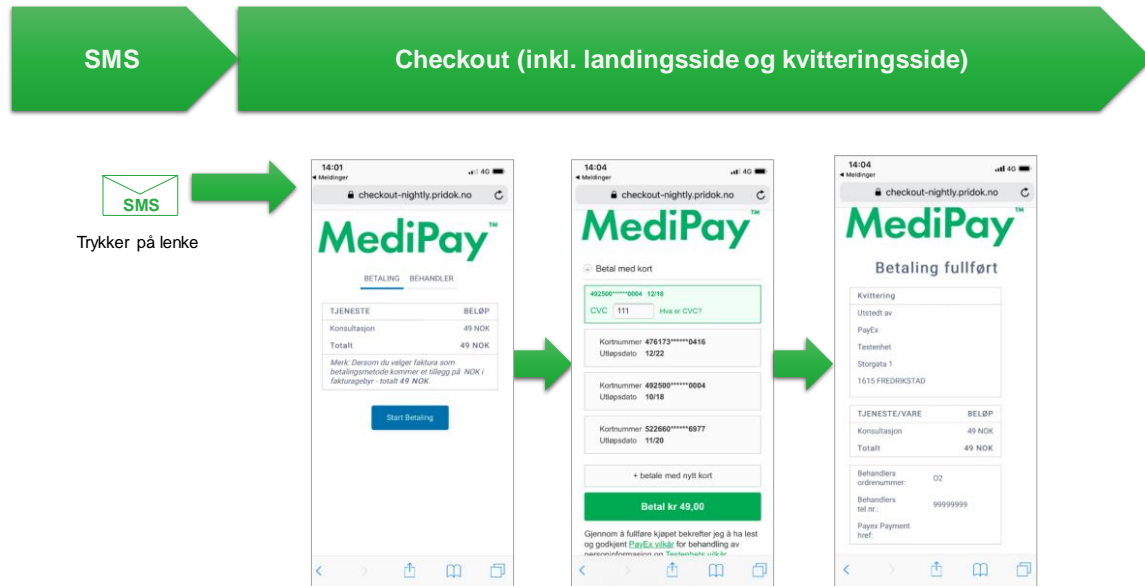 SMS
Checkout (inkl. landingsside og kvitteringsside)
SMS
Trykker på lenke
14:01
4G
Meldinger
checkout-nightly.pridok.no
MediPay™
BETALING BEHANDLER
TJENESTE BELØP
Konsultasjon 49 NOK
Totalt 49 NOK
Merk: Dersom du velger faktura som
betalingsmetode kommer et tillegg på NOK i
fakturagebyr - totalt 49 NOK.
Start Betaling
14:04
4G
Meldinger
checkout-nightly.pridok.no
MediPay™
Betal med kort
492500******0004 12/18
CVC 111 Hva er CVC?
Kortnummer 476173******0416
Utløpsdato 12/22
Kortnummer 492500******0004
Utløpsdato 10/18
Kortnummer 522660******6977
Utløpsdato 11/20
+ betale med nytt kort
Betal kr 49,00
Gjennom å fullføre kjøpet bekrefter jeg å ha lest
og godkjent PayEx vilkår for behandling av
personinformasjon og Testenhets vilkår
14:04
4G
Meldinger
checkout-nightly.pridok.no
MediPay™
Betaling fullført
Kvittering
Utstedt av
PayEx
Testenhet
Storgata 1
1615 FREDRIKSTAD
TJENESTE/VARE BELØP
Konsultasjon 49 NOK
Totalt 49 NOK
Behandlers
ordrenummer: O2
Behandlers
tel.nr.: 99999999
Payex Payment
href: